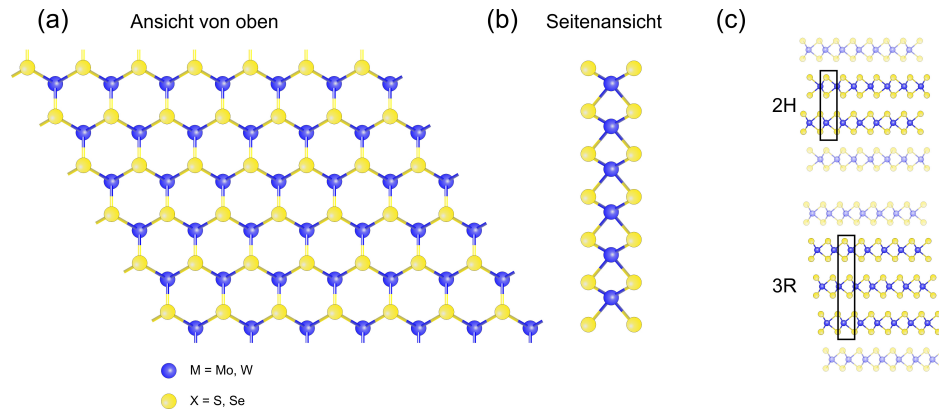 (a)
Ansicht von oben
(b)
Seitenansicht
(c)
2H
3R
M = Mo, W
X = S, Se